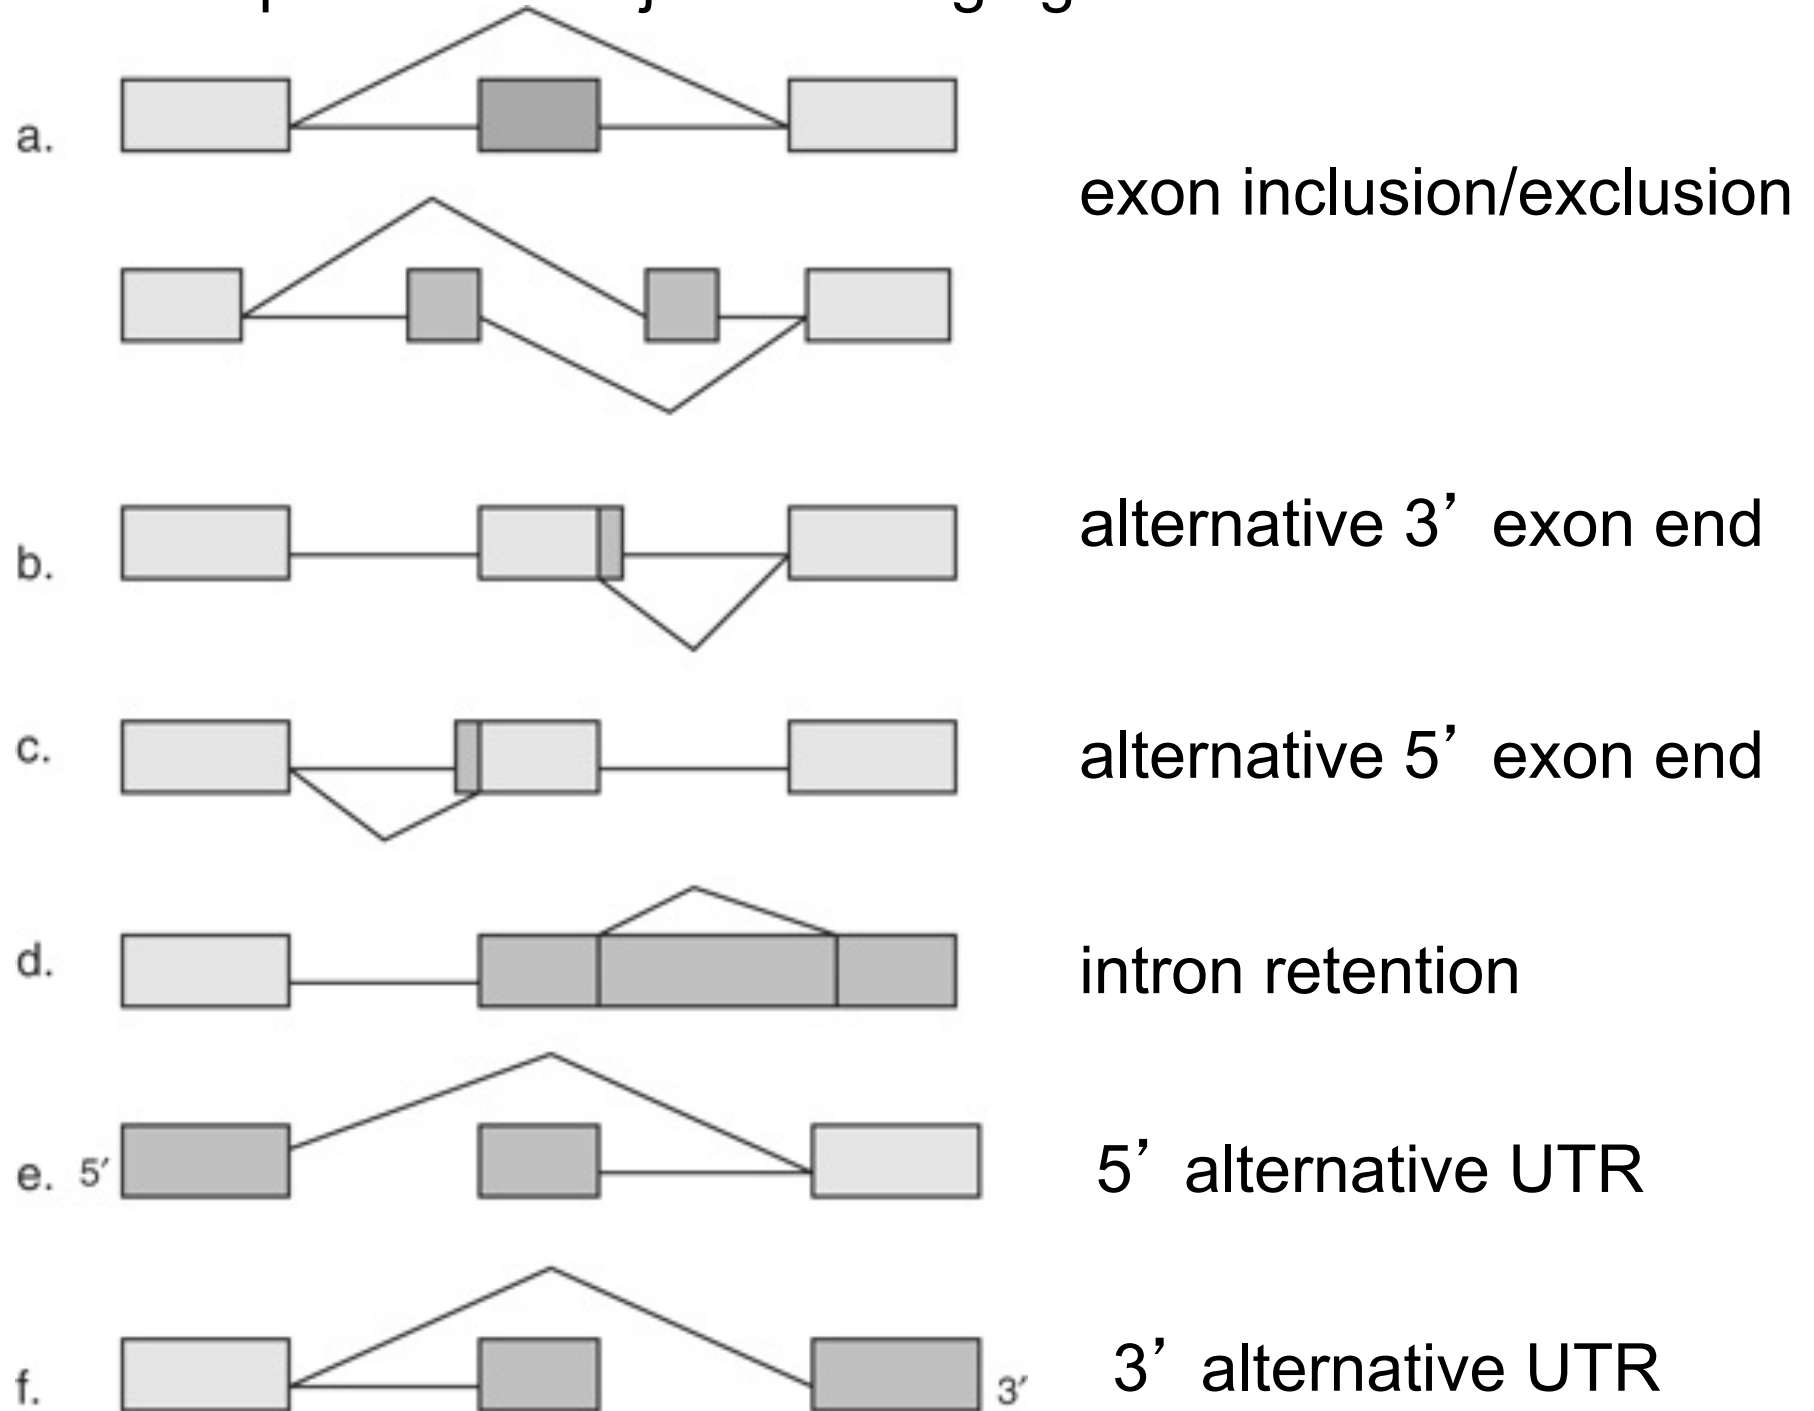 a.
exon inclusion/exclusion
b.
alternative 3’ exon end
c.
alternative 5’ exon end
d.
intron retention
e. 5′
5’ alternative UTR
f.
3′
3’ alternative UTR